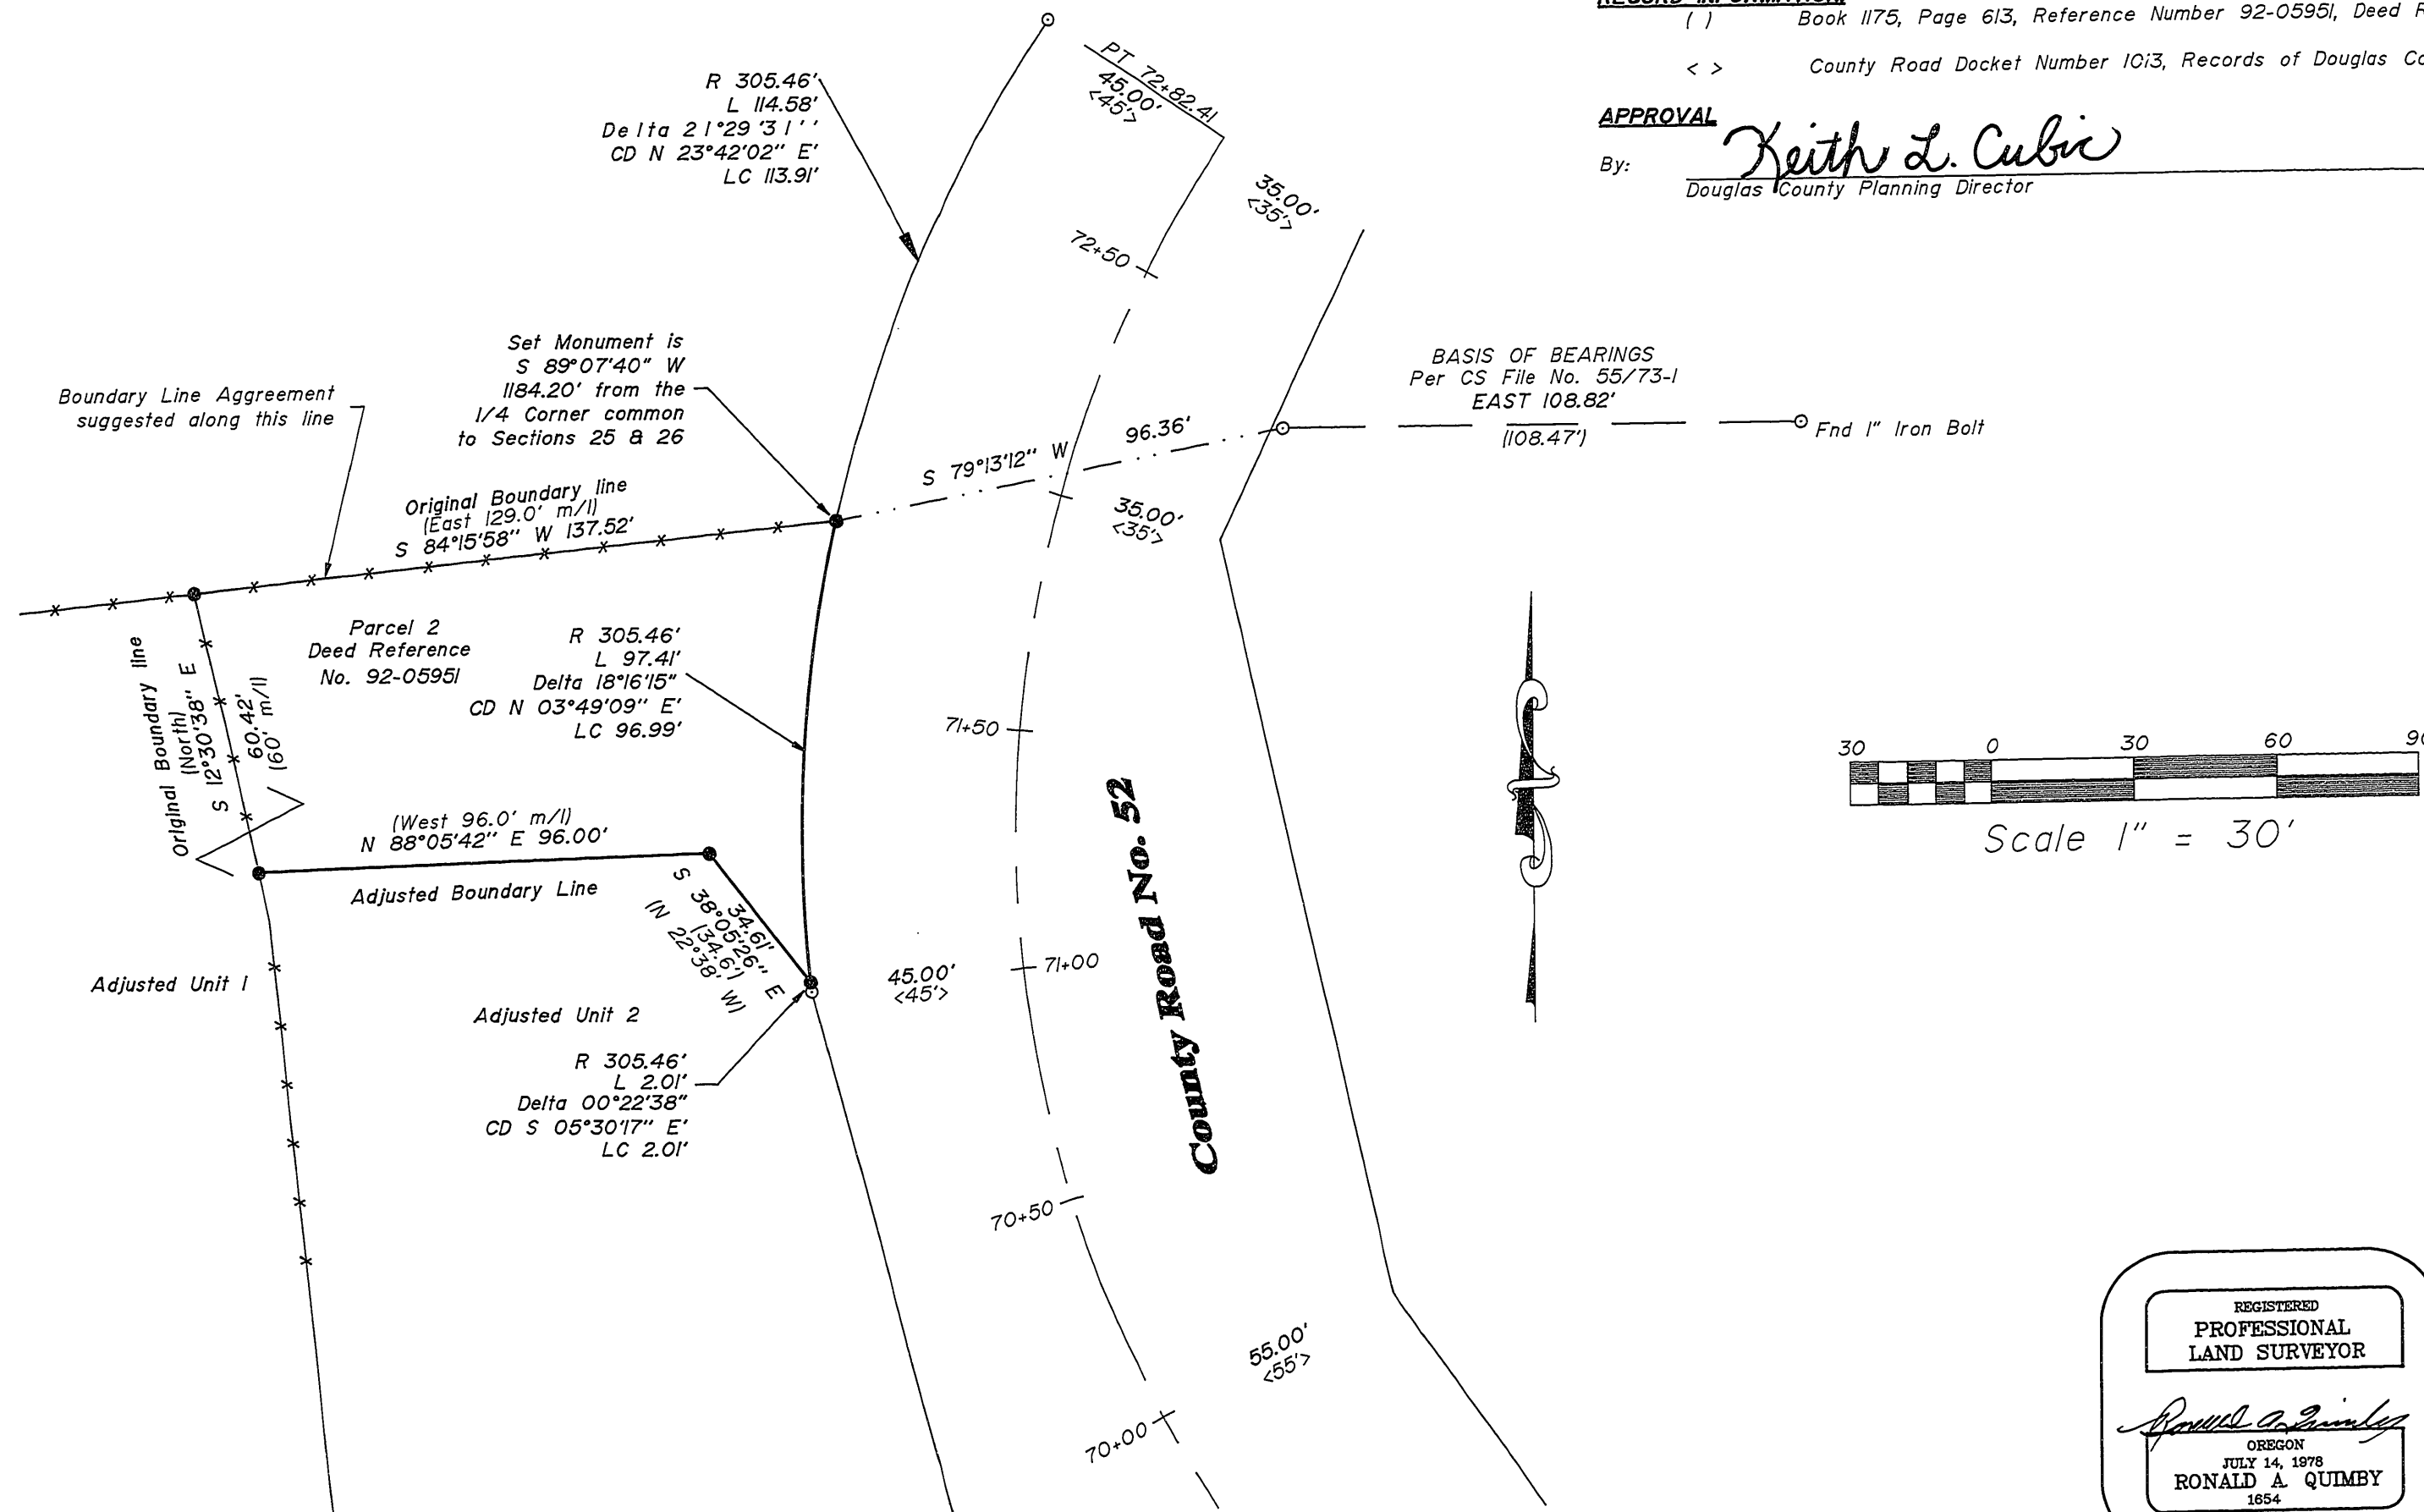 RECORD INFORMATION
( ) Book 1175, Page 613, Reference Number 92-05951, Deed R
< > County Road Docket Number 1013, Records of Douglas Co
APPROVAL
By: Keith L. Cubic
Douglas County Planning Director
PT 72+82.41
45.00'
<45'>
R 305.46'
L 114.58'
Delta 21°29'31''
CD N 23°42'02" E'
LC 113.91'
35.00'
<35'>
72+50
Set Monument is
S 89°07'40" W
1184.20' from the
1/4 Corner common
to Sections 25 & 26
Boundary Line Aggreement
suggested along this line
BASIS OF BEARINGS
Per CS File No. 55/73-1
EAST 108.82'
(108.47')
Fnd 1" Iron Bolt
S 79°13'12" W 96.36'
Original Boundary line
(East 129.0' m/l)
S 84°15'58" W 137.52'
35.00'
<35'>
Parcel 2
Deed Reference
No. 92-05951
R 305.46'
L 97.41'
Delta 18°16'15"
CD N 03°49'09" E'
LC 96.99'
Original Boundary line
(North)
S 12°30'38" E
60.42'
(60' m/l)
71+50
30 0 30 60 90
Scale 1" = 30'
(West 96.0' m/l)
N 88°05'42" E 96.00'
Adjusted Boundary Line
34.61'
S 38°05'26" E
(34.6')
(N 22°38' W)
County Road No. 52
Adjusted Unit 1
45.00'
<45'>
71+00
Adjusted Unit 2
R 305.46'
L 2.01'
Delta 00°22'38"
CD S 05°30'17" E'
LC 2.01'
70+50
55.00'
<55'>
70+00
REGISTERED
PROFESSIONAL
LAND SURVEYOR
Ronald A. Quimby
OREGON
JULY 14, 1978
RONALD A. QUIMBY
1654